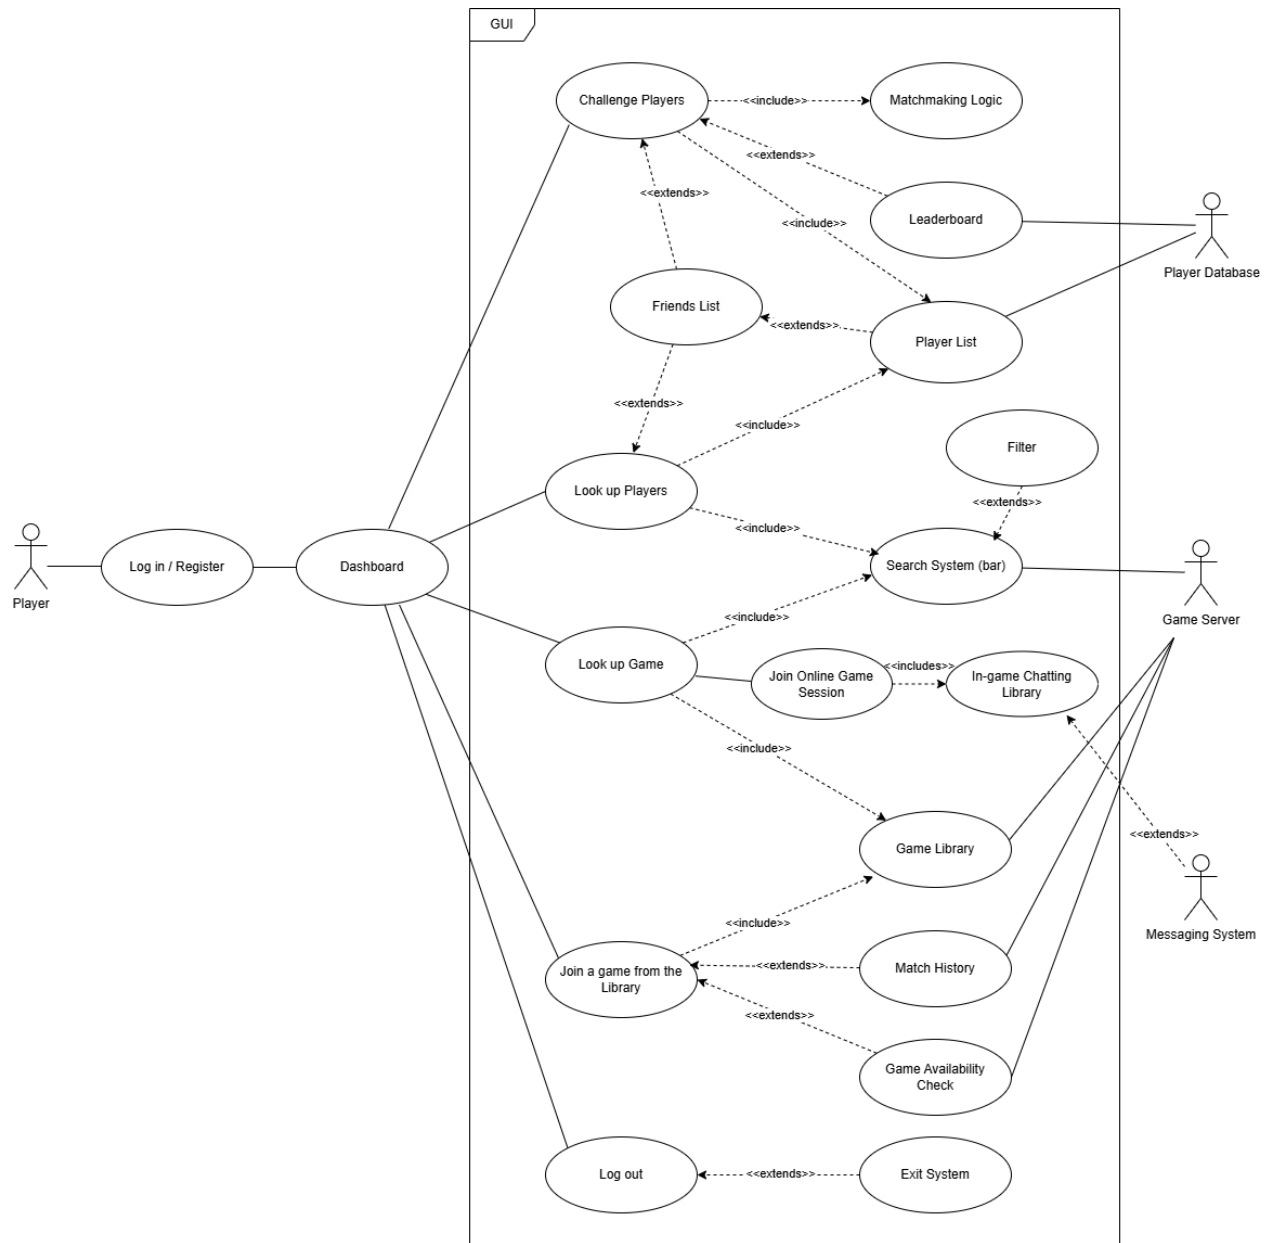 GUI
Challenge Players
<<include>>
Matchmaking Logic
<<extends>>
<<extends>>
Leaderboard
<<include>>
Player Database
Friends List
<<extends>>
Player List
<<extends>>
<<include>>
Filter
Look up Players
<<extends>>
<<include>>
Player
Log in / Register
Dashboard
Search System (bar)
Game Server
<<include>>
Look up Game
Join Online Game
Session
<<includes>>
In-game Chatting
Library
<<include>>
Game Library
<<extends>>
Messaging System
<<include>>
Join a game from the
Library
<<extends>>
Match History
<<extends>>
Game Availability
Check
Log out
<<extends>>
Exit System